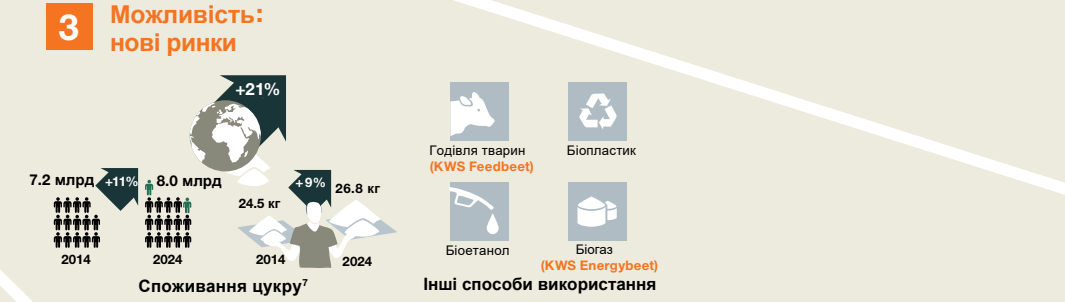 3
Можливість:
нові ринки
+21%
7.2 млрд
+11%
8.0 млрд
2014
2024
+9%
26.8 кг
24.5 кг
2014
2024
Споживання цукру⁷
Годівля тварин
(KWS Feedbeet)
Біопластик
Біоетанол
Біогаз
(KWS Energybeet)
Інші способи використання